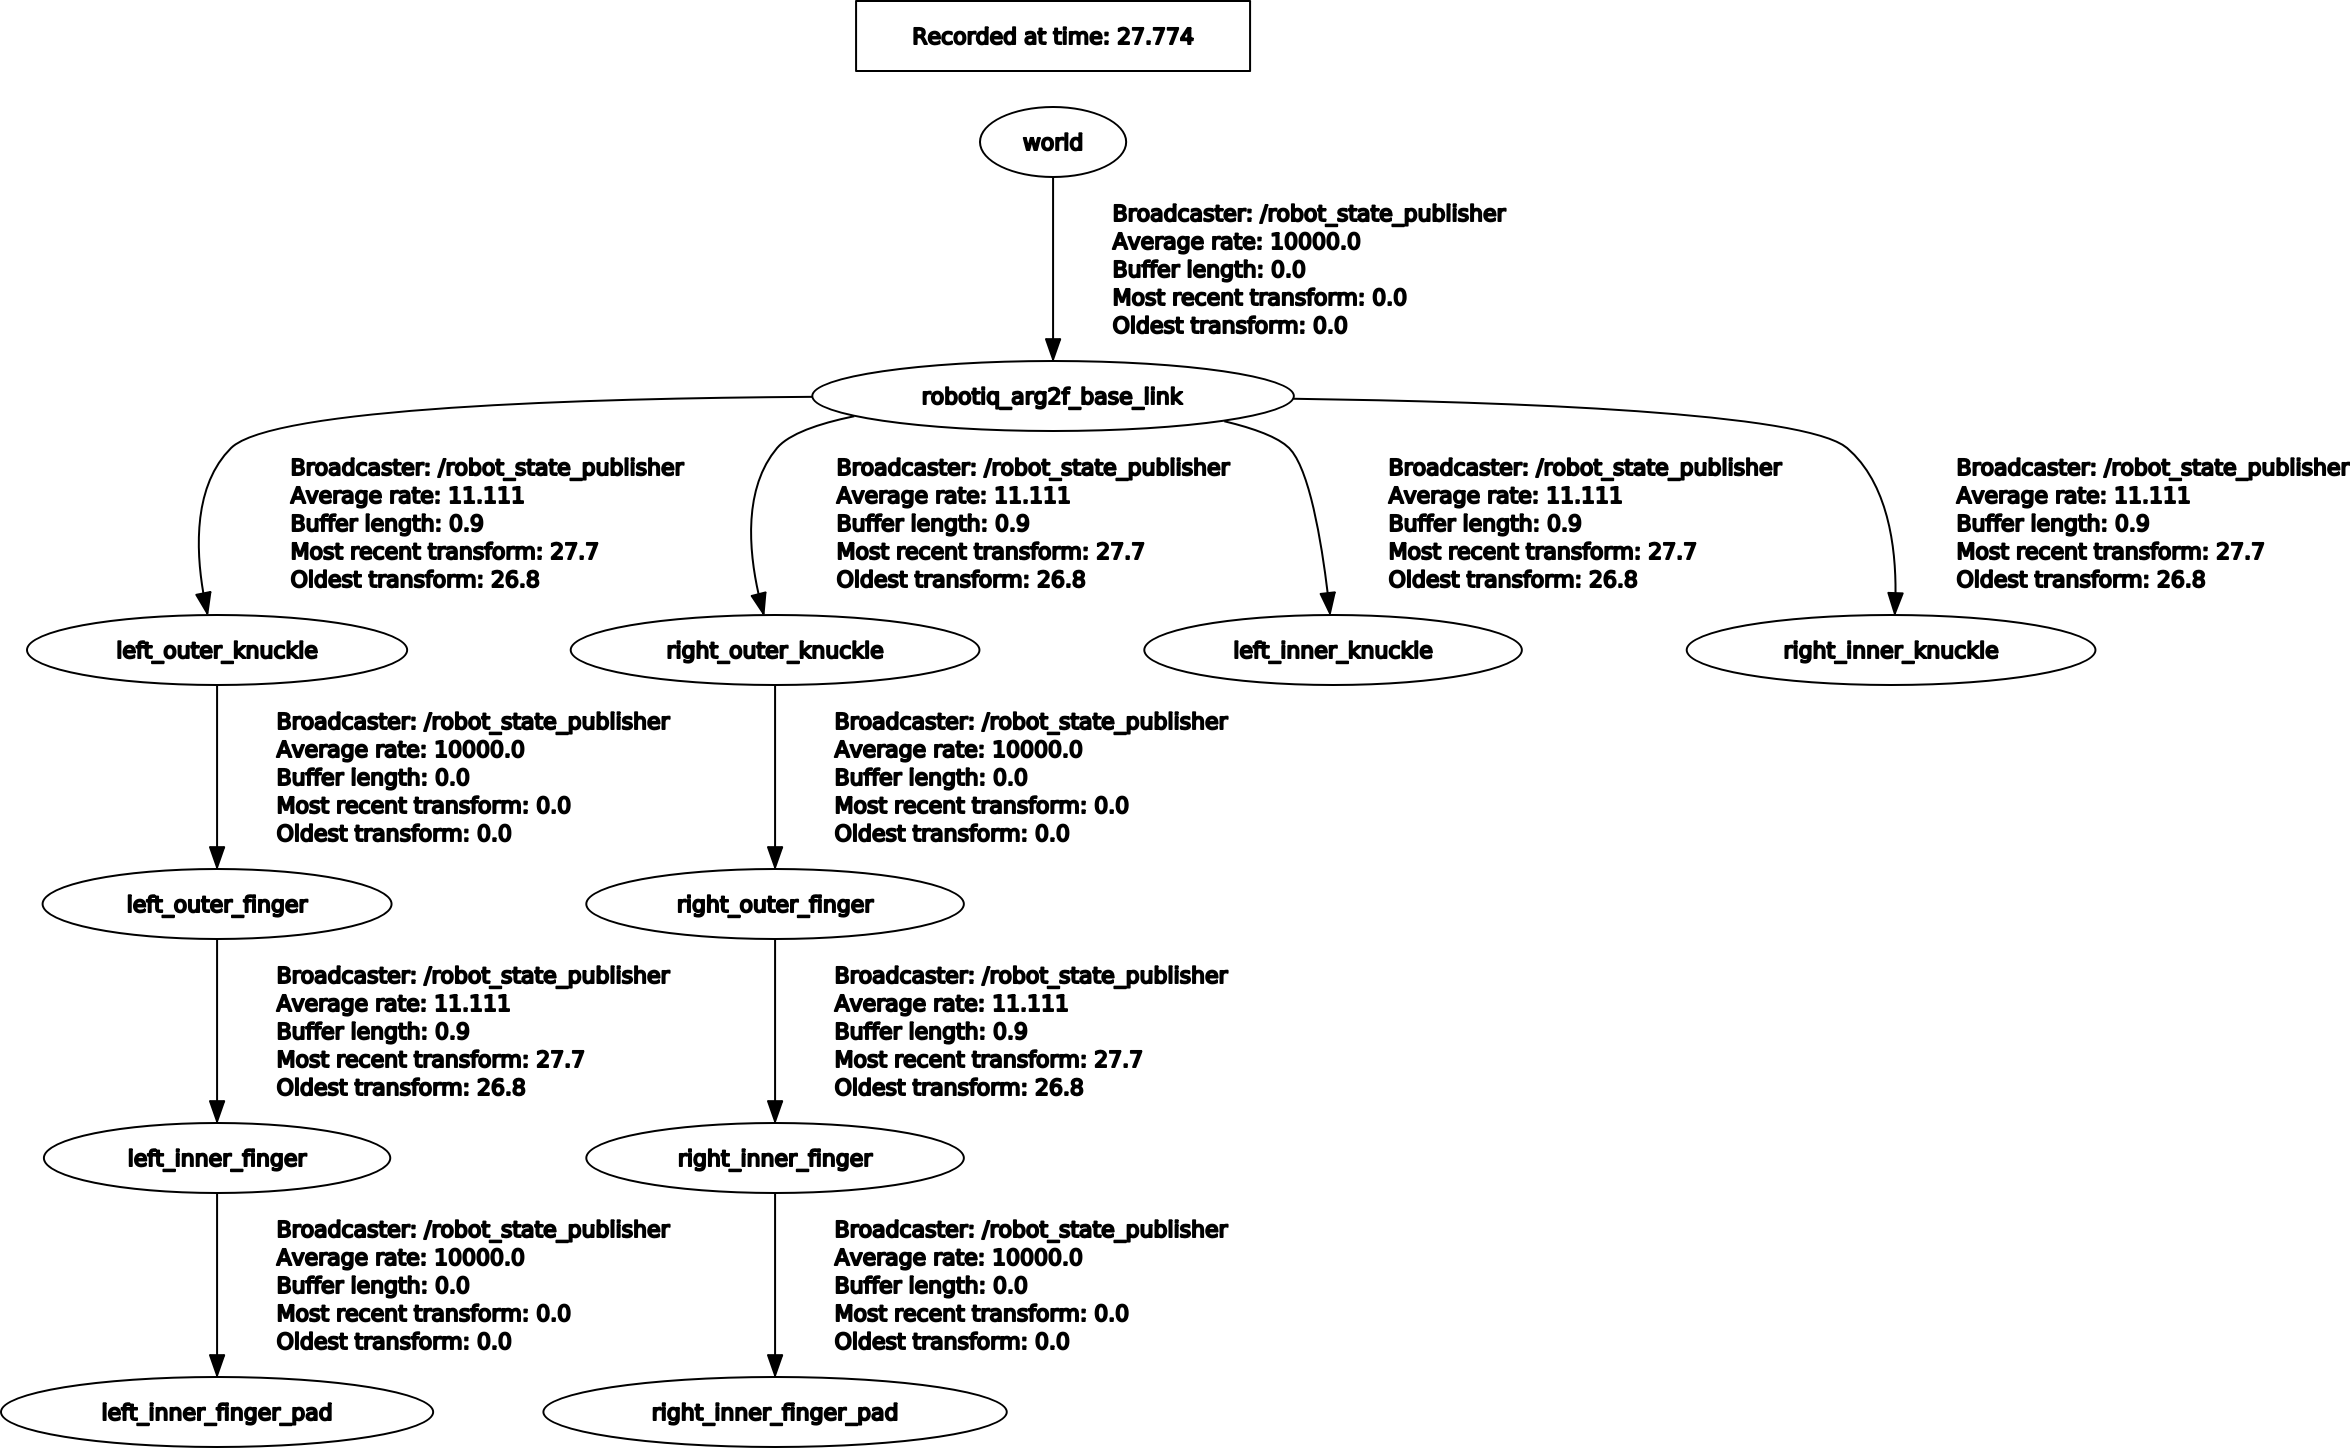 Recorded at time: 27.774
world
Broadcaster: /robot_state_publisher
Average rate: 10000.0
Buffer length: 0.0
Most recent transform: 0.0
Oldest transform: 0.0
robotiq_arg2f_base_link
Broadcaster: /robot_state_publisher
Average rate: 11.111
Buffer length: 0.9
Most recent transform: 27.7
Oldest transform: 26.8
Broadcaster: /robot_state_publisher
Average rate: 11.111
Buffer length: 0.9
Most recent transform: 27.7
Oldest transform: 26.8
Broadcaster: /robot_state_publisher
Average rate: 11.111
Buffer length: 0.9
Most recent transform: 27.7
Oldest transform: 26.8
Broadcaster: /robot_state_publisher
Average rate: 11.111
Buffer length: 0.9
Most recent transform: 27.7
Oldest transform: 26.8
left_outer_knuckle
right_outer_knuckle
left_inner_knuckle
right_inner_knuckle
Broadcaster: /robot_state_publisher
Average rate: 10000.0
Buffer length: 0.0
Most recent transform: 0.0
Oldest transform: 0.0
Broadcaster: /robot_state_publisher
Average rate: 10000.0
Buffer length: 0.0
Most recent transform: 0.0
Oldest transform: 0.0
left_outer_finger
right_outer_finger
Broadcaster: /robot_state_publisher
Average rate: 11.111
Buffer length: 0.9
Most recent transform: 27.7
Oldest transform: 26.8
Broadcaster: /robot_state_publisher
Average rate: 11.111
Buffer length: 0.9
Most recent transform: 27.7
Oldest transform: 26.8
left_inner_finger
right_inner_finger
Broadcaster: /robot_state_publisher
Average rate: 10000.0
Buffer length: 0.0
Most recent transform: 0.0
Oldest transform: 0.0
Broadcaster: /robot_state_publisher
Average rate: 10000.0
Buffer length: 0.0
Most recent transform: 0.0
Oldest transform: 0.0
left_inner_finger_pad
right_inner_finger_pad